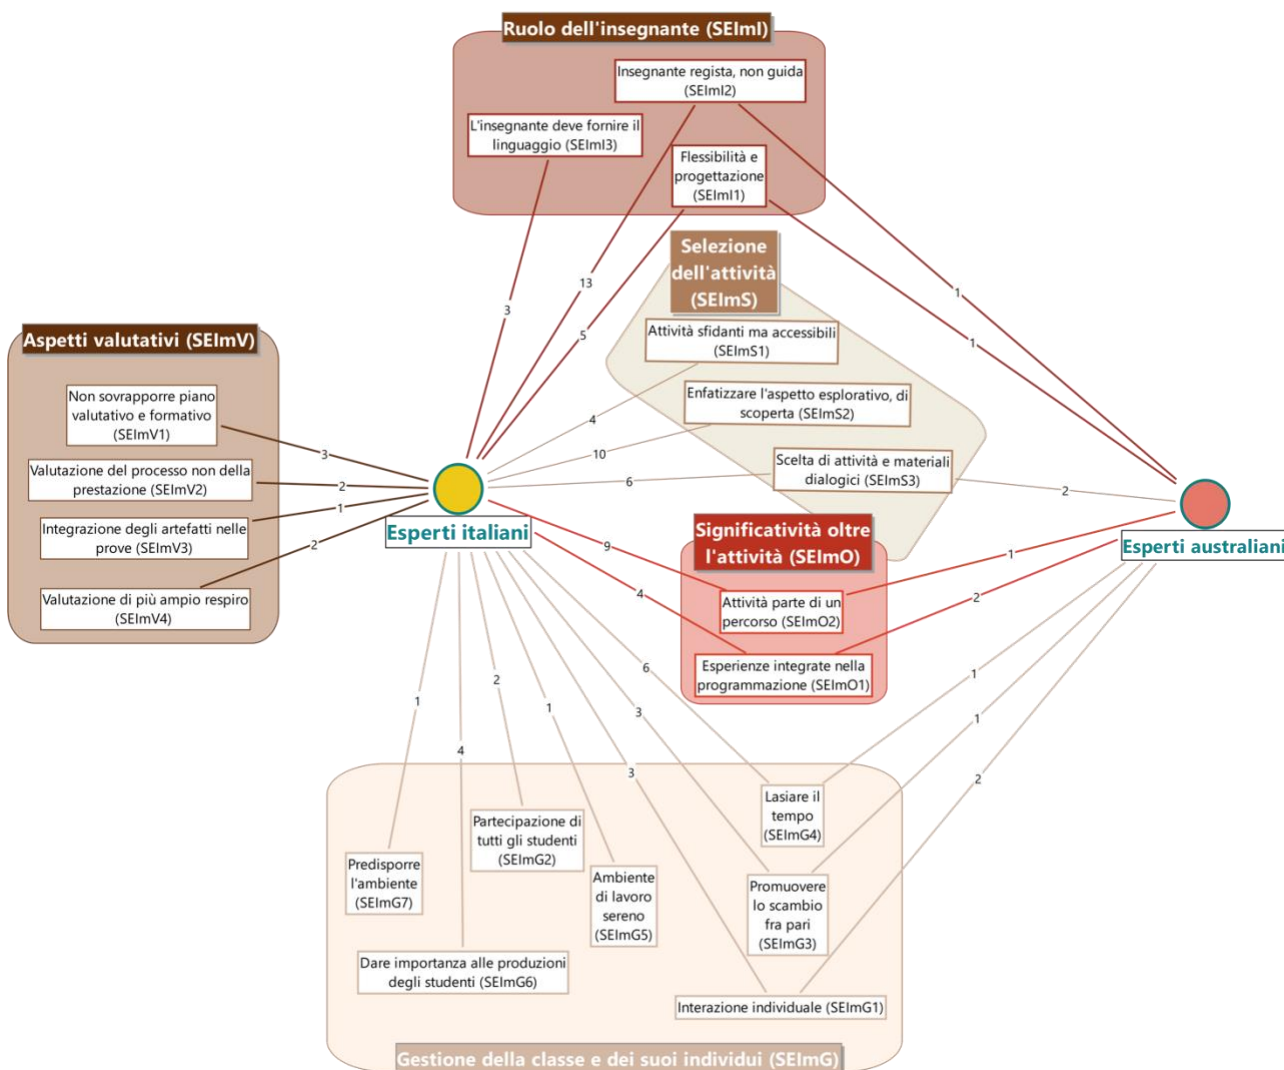 Ruolo dell'insegnante (SEImI)
Insegnante regista, non guida
(SEImI2)
L'insegnante deve fornire il
linguaggio (SEImI3)
Flessibilità e
progettazione
(SEImI1)
Selezione
dell'attività
(SEImS)
3
13
5
1
1
Attività sfidanti ma accessibili
(SEImS1)
Enfatizzare l'aspetto esplorativo, di
scoperta (SEImS2)
Scelta di attività e materiali
dialogici (SEImS3)
4
10
6
2
Aspetti valutativi (SEImV)
Non sovrapporre piano
valutativo e formativo
(SEImV1)
Valutazione del processo non della
prestazione (SEImV2)
Integrazione degli artefatti nelle
prove (SEImV3)
Valutazione di più ampio respiro
(SEImV4)
3
2
1
2
Esperti italiani
Esperti australiani
Significatività oltre
l'attività (SEImO)
Attività parte di un
percorso (SEImO2)
Esperienze integrate nella
programmazione (SEImO1)
9
4
1
2
1
4
2
1
3
3
6
1
1
2
Lasiare il
tempo
(SEImG4)
Partecipazione di
tutti gli studenti
(SEImG2)
Predisporre
l'ambiente
(SEImG7)
Ambiente
di lavoro
sereno
(SEImG5)
Promuovere
lo scambio
fra pari
(SEImG3)
Dare importanza alle produzioni
degli studenti (SEImG6)
Interazione individuale (SEImG1)
Gestione della classe e dei suoi individui (SEImG)